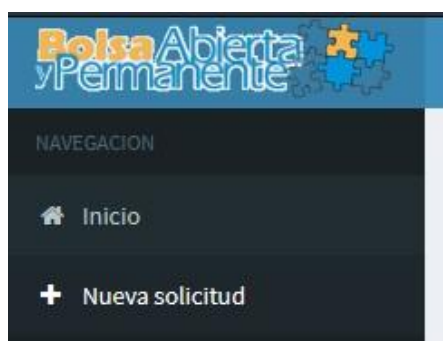 Bolsa Abierta
y Permanente
NAVEGACION
Inicio
Nueva solicitud